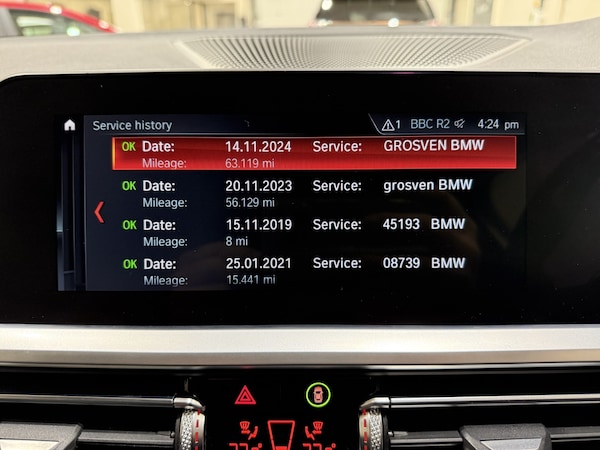 Service history 1 BBC R2 4:24 pm
OK Date: 14.11.2024 Service: GROSVEN BMW
Mileage: 63.119 mi
OK Date: 20.11.2023 Service: grosven BMW
Mileage: 56.129 mi
OK Date: 15.11.2019 Service: 45193 BMW
Mileage: 8 mi
OK Date: 25.01.2021 Service: 08739 BMW
Mileage: 15.441 mi